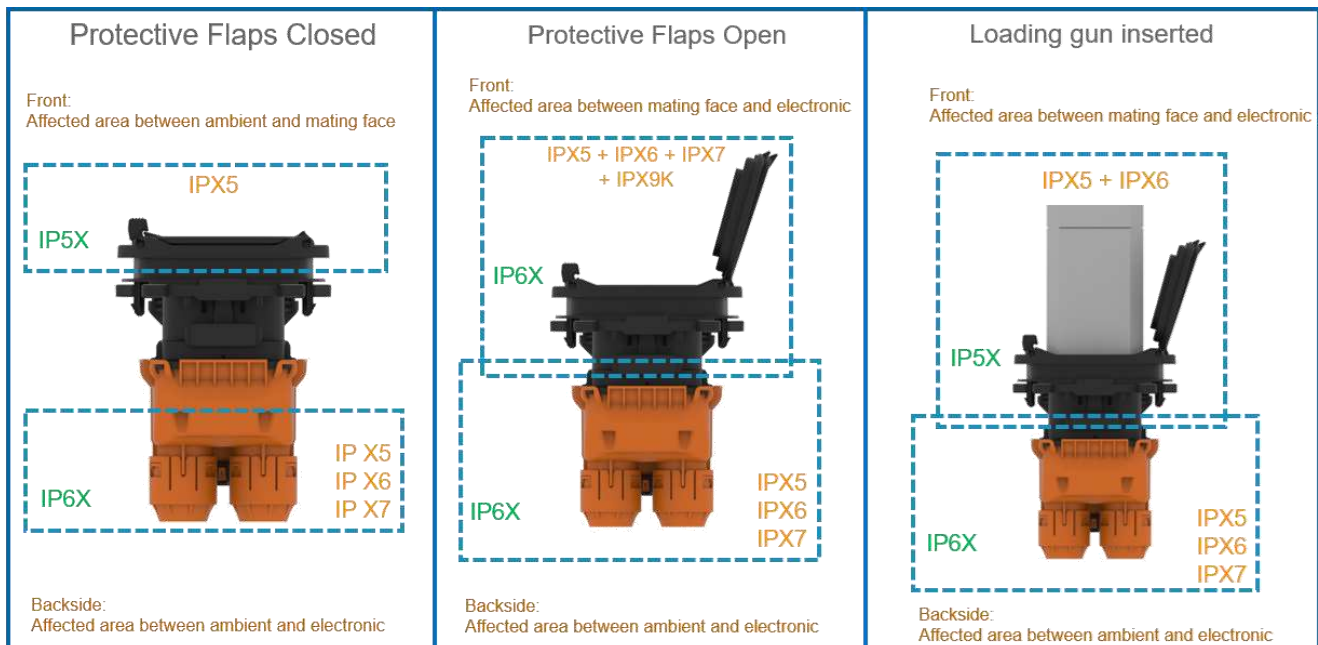 Protective Flaps Closed
Front:
Affected area between ambient and mating face
IPX5
IP5X
IP X5
IP X6
IP X7
IP6X
Backside:
Affected area between ambient and electronic
Protective Flaps Open
Front:
Affected area between mating face and electronic
IPX5 + IPX6 + IPX7
+ IPX9K
IP6X
IPX5
IP6X
IPX6
IPX7
Backside:
Affected area between ambient and electronic
Loading gun inserted
Front:
Affected area between mating face and electronic
IPX5 + IPX6
IP5X
IPX5
IP6X
IPX6
IPX7
Backside:
Affected area between ambient and electronic